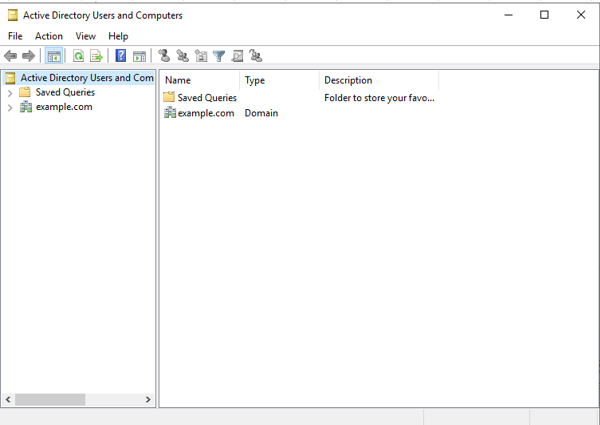 Active Directory Users and Computers
File Action View Help
Active Directory Users and Com
Saved Queries
example.com
Name Type Description
Saved Queries Folder to store your favo...
example.com Domain